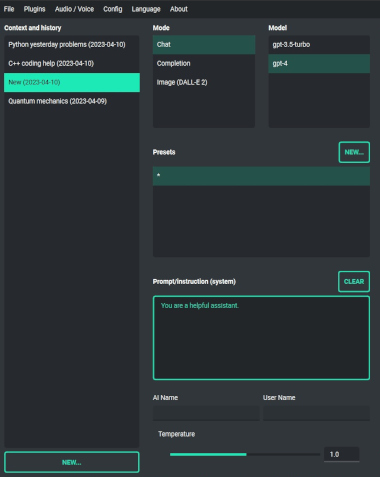 File Plugins Audio / Voice Config Language About
Context and history
Python yesterday problems (2023-04-10)
C++ coding help (2023-04-10)
New (2023-04-10)
Quantum mechanics (2023-04-09)
NEW...
Mode
Chat
Completion
Image (DALL-E 2)
Model
gpt-3.5-turbo
gpt-4
Presets
NEW...
*
Prompt/instruction (system)
CLEAR
You are a helpful assistant.
AI Name
User Name
Temperature
1.0